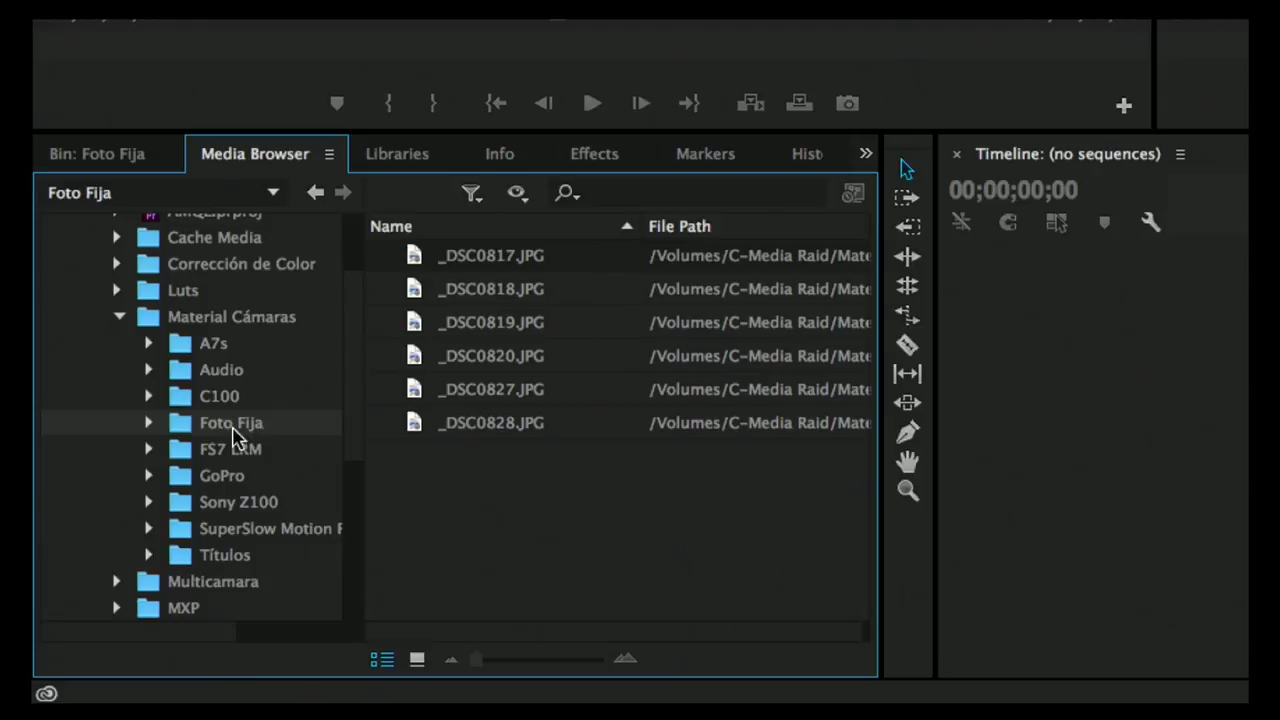 Bin: Foto Fija
Media Browser
Libraries
Info
Effects
Markers
Hist
Timeline: (no sequences)
Foto Fija
00;00;00;00
Name
File Path
Cache Media
Corrección de Color
Luts
Material Cámaras
A7s
Audio
C100
Foto Fija
GoPro
Sony Z100
SuperSlow Motion
Títulos
Multicamara
MXP
_DSC0817.JPG /Volumes/C-Media Raid/Mate
_DSC0818.JPG /Volumes/C-Media Raid/Mate
_DSC0819.JPG /Volumes/C-Media Raid/Mate
_DSC0820.JPG /Volumes/C-Media Raid/Mate
_DSC0827.JPG /Volumes/C-Media Raid/Mate
_DSC0828.JPG /Volumes/C-Media Raid/Mate